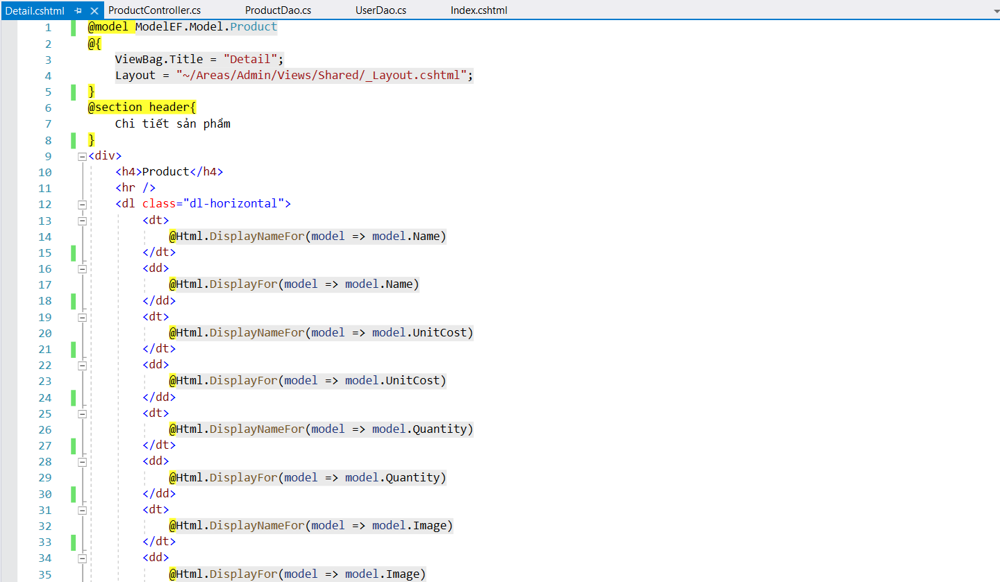 Detail.cshtml ProductController.cs ProductDao.cs UserDao.cs Index.cshtml
1 @model ModelEF.Model.Product
2 @{
3 ViewBag.Title = "Detail";
4 Layout = "~/Areas/Admin/Views/Shared/_Layout.cshtml";
5 }
6 @section header{
7 Chi tiết sản phẩm
8 }
9 <div>
10 <h4>Product</h4>
11 <hr />
12 <dl class="dl-horizontal">
13 <dt>
14 @Html.DisplayNameFor(model => model.Name)
15 </dt>
16 <dd>
17 @Html.DisplayFor(model => model.Name)
18 </dd>
19 <dt>
20 @Html.DisplayNameFor(model => model.UnitCost)
21 </dt>
22 <dd>
23 @Html.DisplayFor(model => model.UnitCost)
24 </dd>
25 <dt>
26 @Html.DisplayNameFor(model => model.Quantity)
27 </dt>
28 <dd>
29 @Html.DisplayFor(model => model.Quantity)
30 </dd>
31 <dt>
32 @Html.DisplayNameFor(model => model.Image)
33 </dt>
34 <dd>
35 @Html.DisplayFor(model => model.Image)